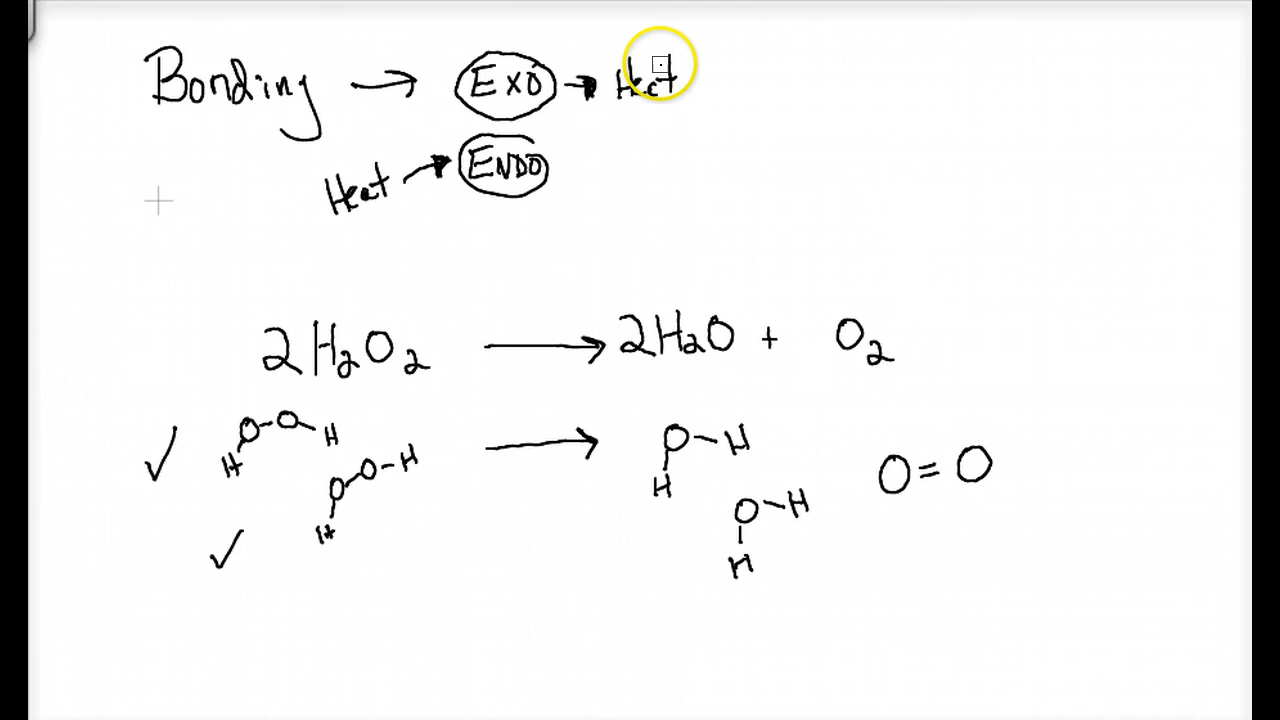 Bonding → EXO → Heat
Heat → ENDO
2H₂O₂ → 2H₂O + O₂
O-O-H → O-H O=O
H O-O-H H
H O-H
H